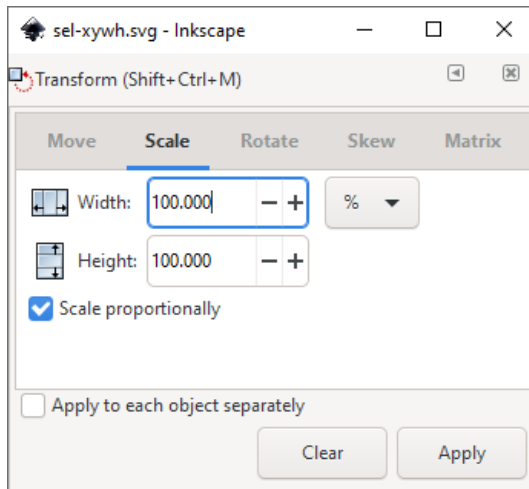 sel-xywh.svg - Inkscape
Transform (Shift+Ctrl+M)
Move Scale Rotate Skew Matrix
Width: 100.000 %
Height: 100.000
Scale proportionally
Apply to each object separately
Clear Apply